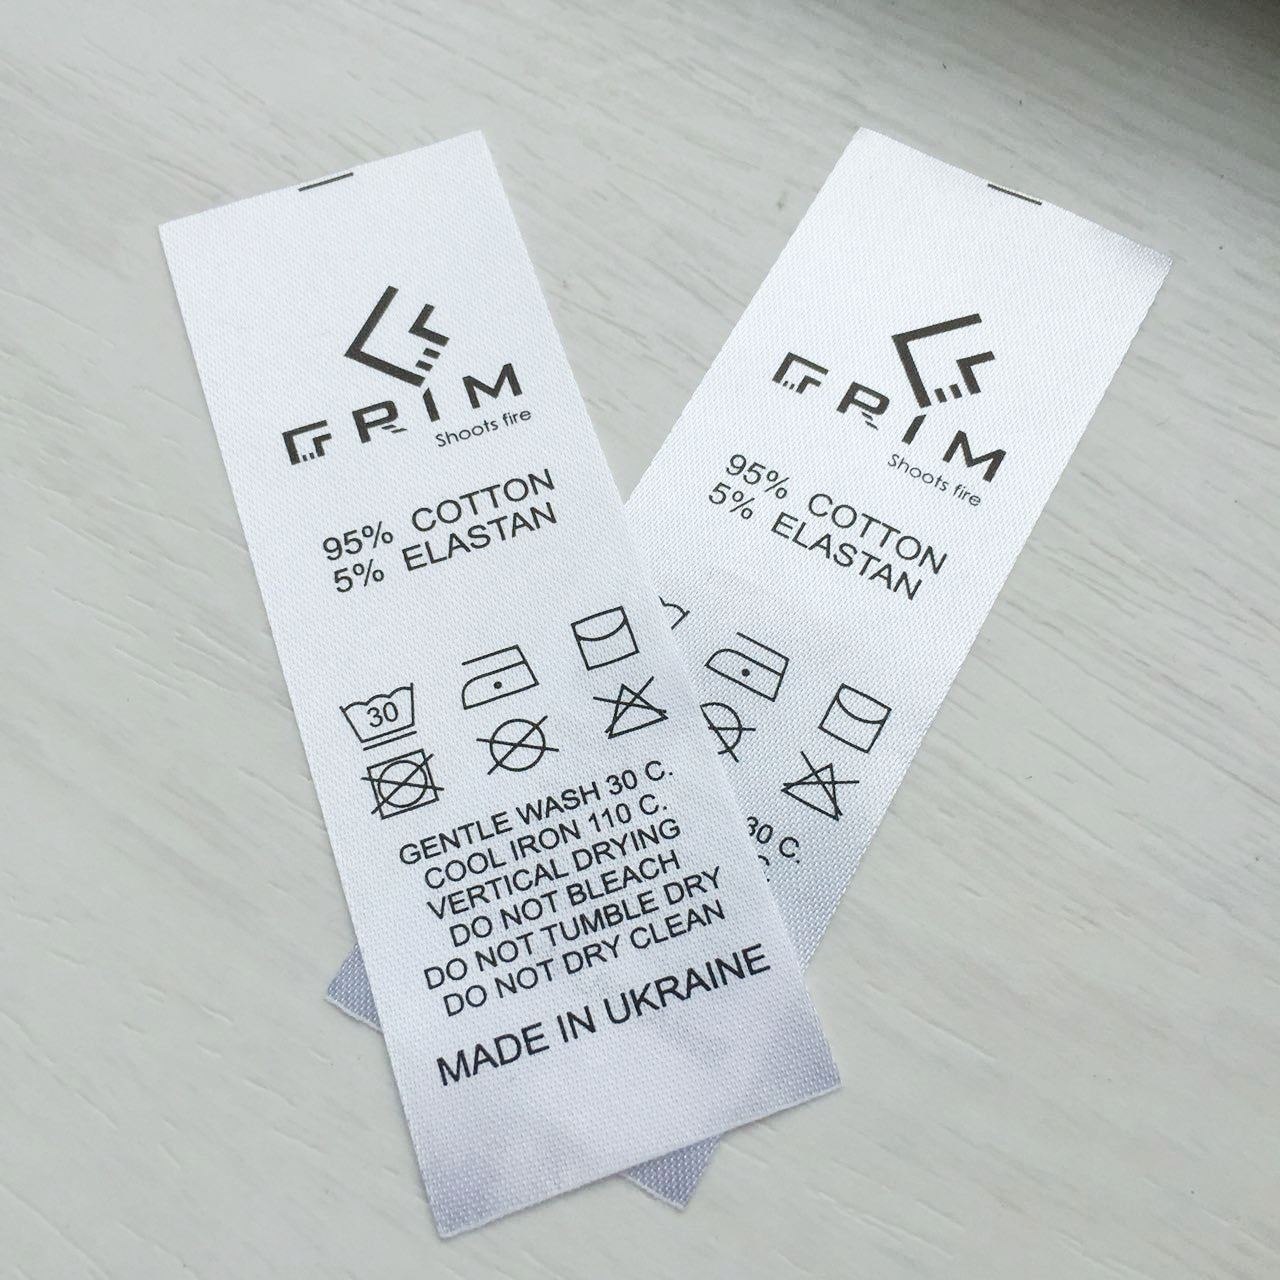 GRIM
Shoots fire
95% COTTON
5% ELASTAN
30
GENTLE WASH 30 C.
COOL IRON 110 C.
VERTICAL DRYING
DO NOT BLEACH
DO NOT TUMBLE DRY
DO NOT DRY CLEAN
MADE IN UKRAINE
GRIM
Shoots fire
95% COTTON
5% ELASTAN
30 C.
C.